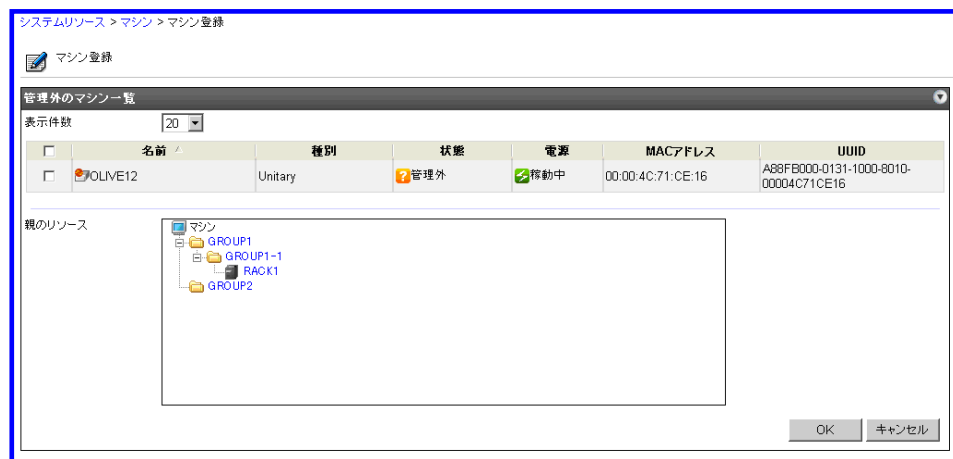 システムリソース > マシン > マシン登録
マシン登録
管理外のマシン一覧
表示件数 20
名前 種別 状態 電源 MACアドレス UUID
OLIVE12 Unitary 管理外 稼動中 00:00:4C:71:CE:16 A88FB000-0131-1000-8010-
00004C71CE16
親のリソース マシン
GROUP1
GROUP1-1
RACK1
GROUP2
OK キャンセル